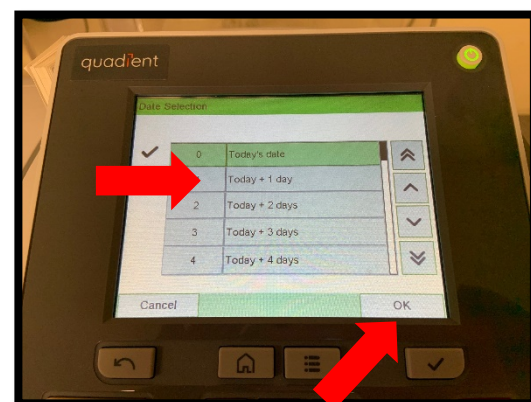 quadient
Date Selection
0 Today's date
Today + 1 day
2 Today + 2 days
3 Today + 3 days
4 Today + 4 days
Cancel OK